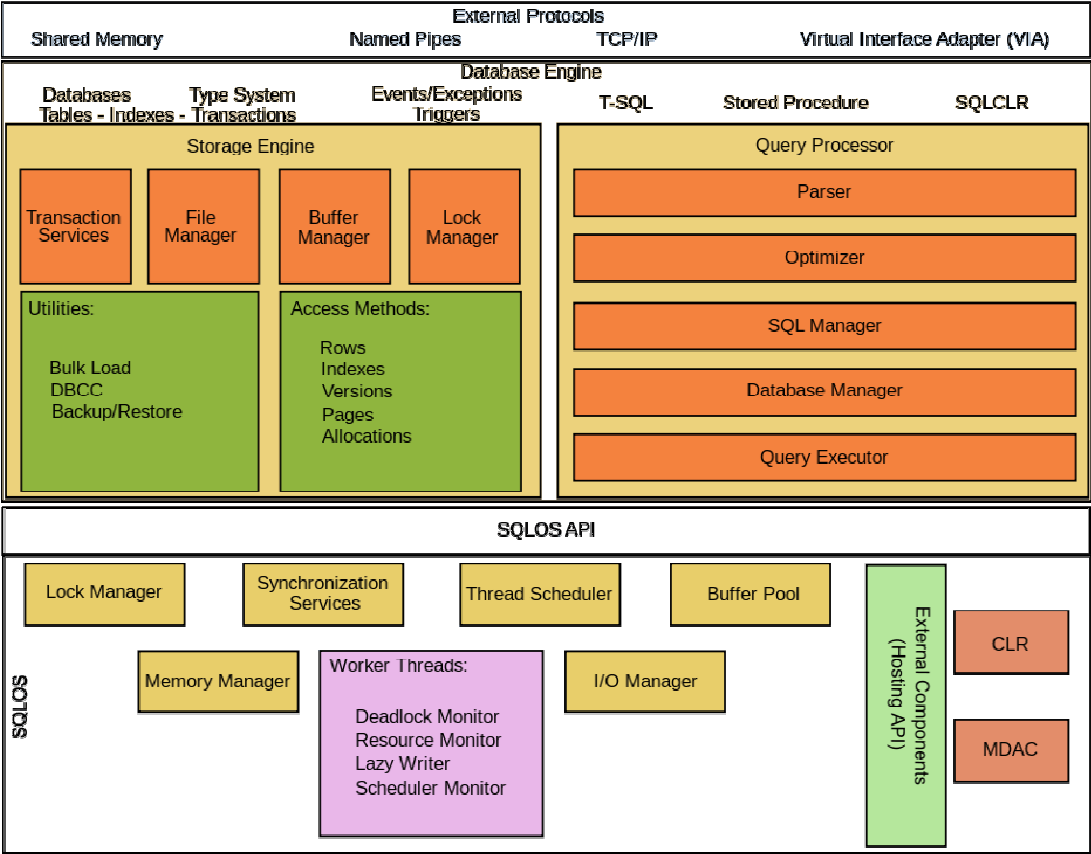 External Protocols
Shared Memory
Named Pipes
TCP/IP
Virtual Interface Adapter (VIA)
Database Engine
Databases
Type System
Tables - Indexes - Transactions
Events/Exceptions
Triggers
T-SQL
Stored Procedure
SQLCLR
Storage Engine
Transaction
Services
File
Manager
Buffer
Manager
Lock
Manager
Utilities:
Bulk Load
DBCC
Backup/Restore
Access Methods:
Rows
Indexes
Versions
Pages
Allocations
Query Processor
Parser
Optimizer
SQL Manager
Database Manager
Query Executor
SQLOS API
SQLOS
Lock Manager
Synchronization
Services
Thread Scheduler
Buffer Pool
Memory Manager
Worker Threads:
Deadlock Monitor
Resource Monitor
Lazy Writer
Scheduler Monitor
I/O Manager
External Components
(Hosting API)
CLR
MDAC